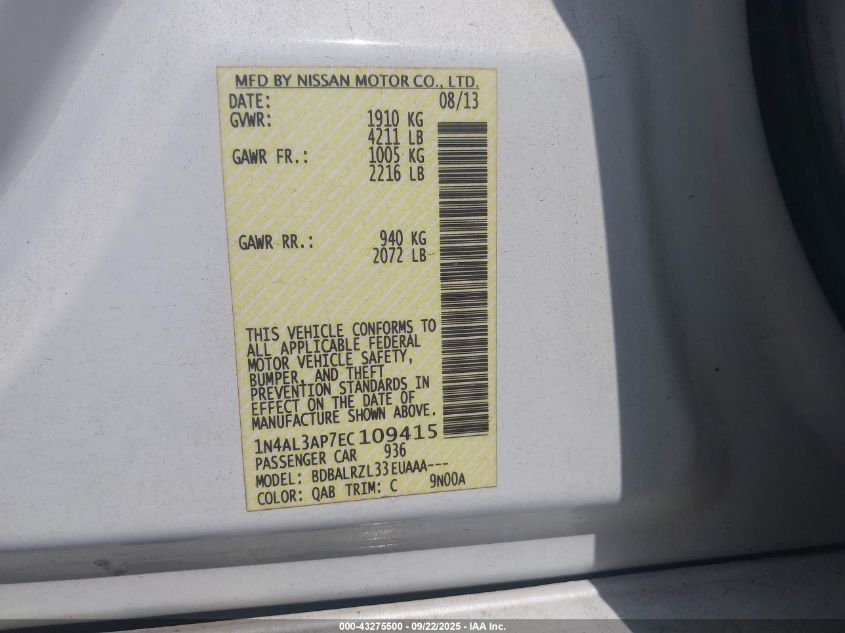 MFD BY NISSAN MOTOR CO., LTD.
DATE: 08/13
GVWR: 1910 KG
4211 LB
GAWR FR.: 1005 KG
2216 LB
GAWR RR.: 940 KG
2072 LB
THIS VEHICLE CONFORMS TO
ALL APPLICABLE FEDERAL
MOTOR VEHICLE SAFETY,
BUMPER, AND THEFT
PREVENTION STANDARDS IN
EFFECT ON THE DATE OF
MANUFACTURE SHOWN ABOVE.
1N4AL3AP7EC109415
PASSENGER CAR 936
MODEL: BDBALRZL33EUAAA---
COLOR: QAB TRIM: C 9N00A
000-43275500 - 09/22/2025 - IAA Inc.